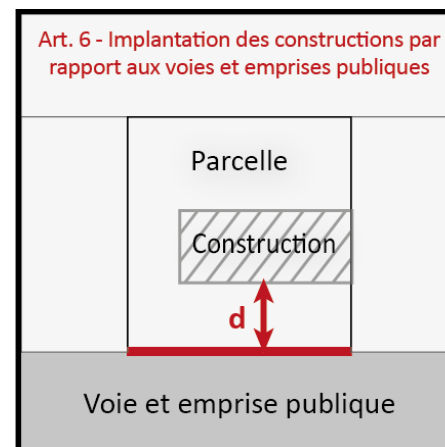 Art. 6 - Implantation des constructions par
rapport aux voies et emprises publiques
Parcelle
Construction
d
Voie et emprise publique